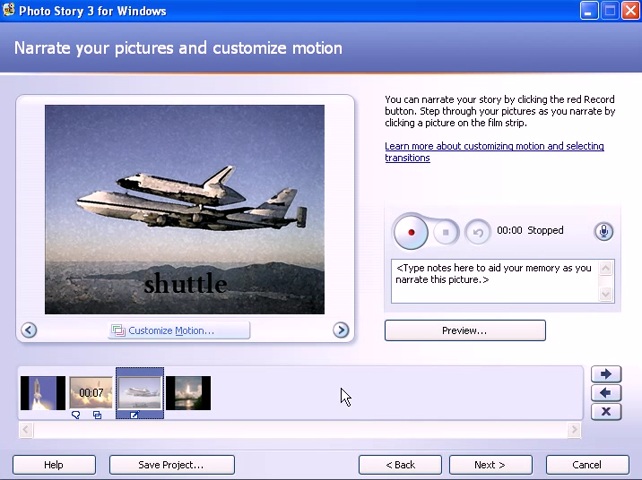 Photo Story 3 for Windows
Narrate your pictures and customize motion
You can narrate your story by clicking the red Record
button. Step through your pictures as you narrate by
clicking a picture on the film strip.
Learn more about customizing motion and selecting
transitions
00:00 Stopped
<Type notes here to aid your memory as you
narrate this picture.>
shuttle
Customize Motion...
Preview...
00:07
Help
Save Project...
< Back
Next >
Cancel